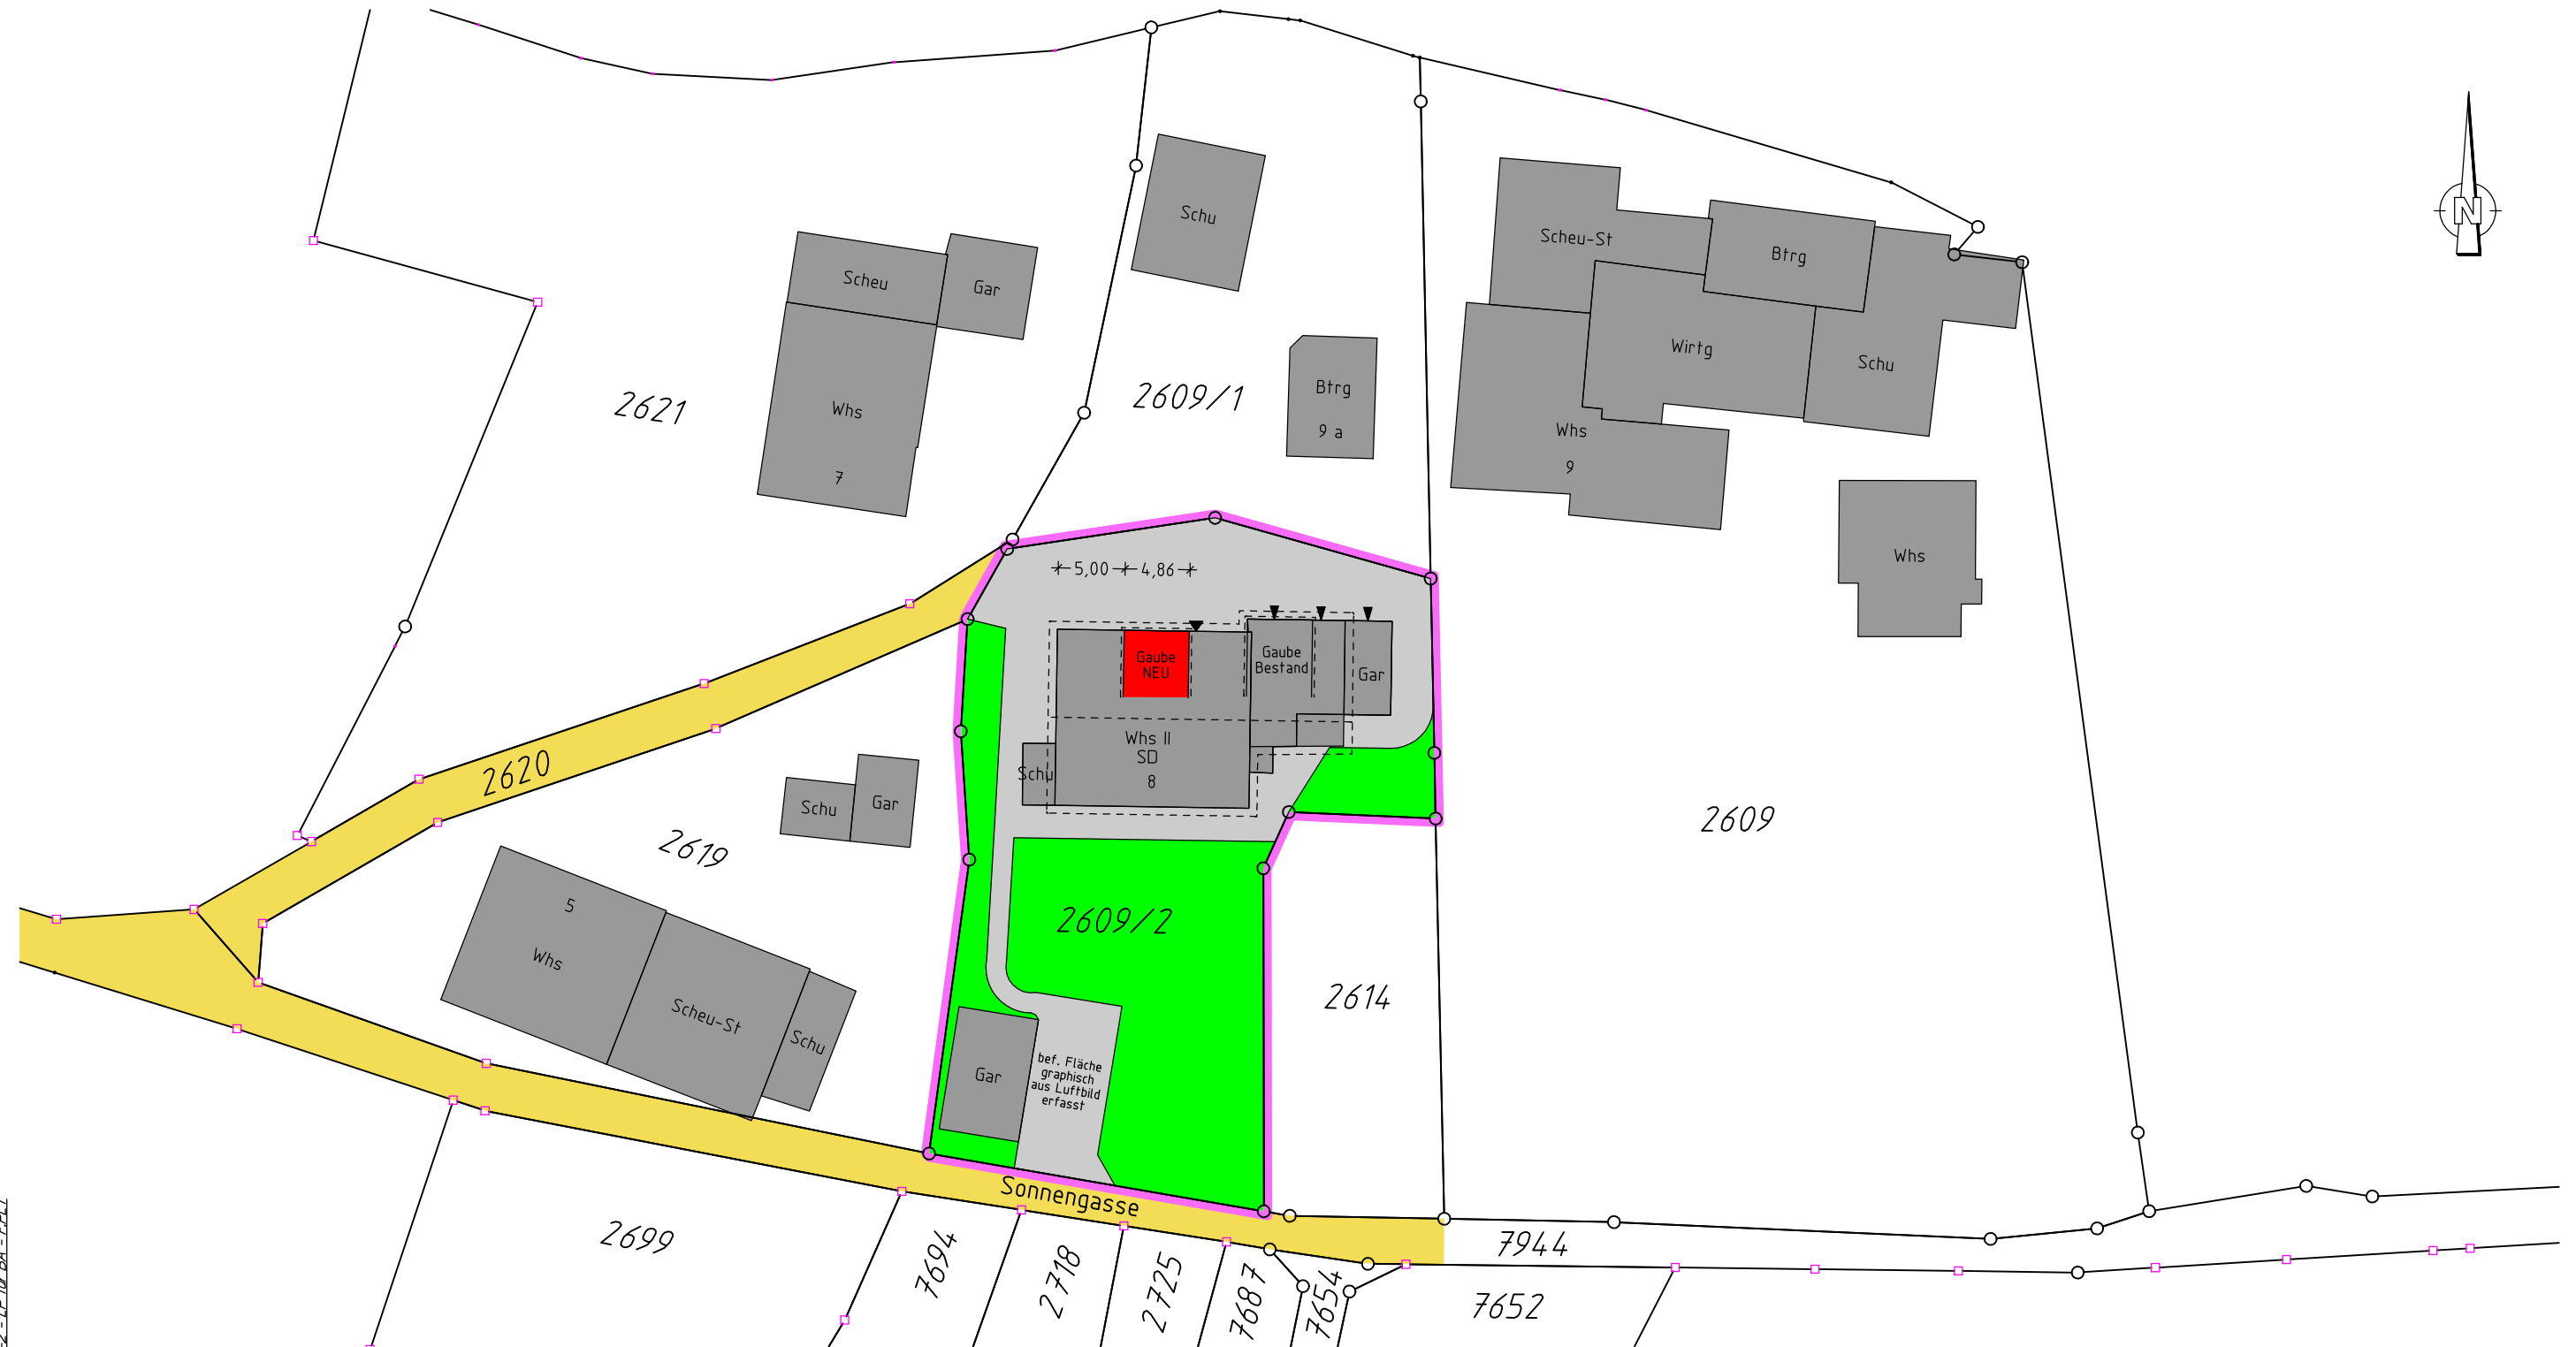 N
Schu
Scheu-St
Btrg
Scheu
Gar
Wirtg
Schu
2621
Whs
7
2609/1
Btrg
9 a
Whs
9
Whs
5,00
4,86
Gaube
NEU
Gaube
Bestand
Gar
Whs II
SD
8
Schu
2620
Schu
Gar
2619
2609
5
Whs
Scheu-St
Schu
2609/2
2614
Gar
bef. Fläche
graphisch
aus Luftbild
erfasst
Sonnengasse
2699
7694
2718
2725
7687
7654
7944
7652